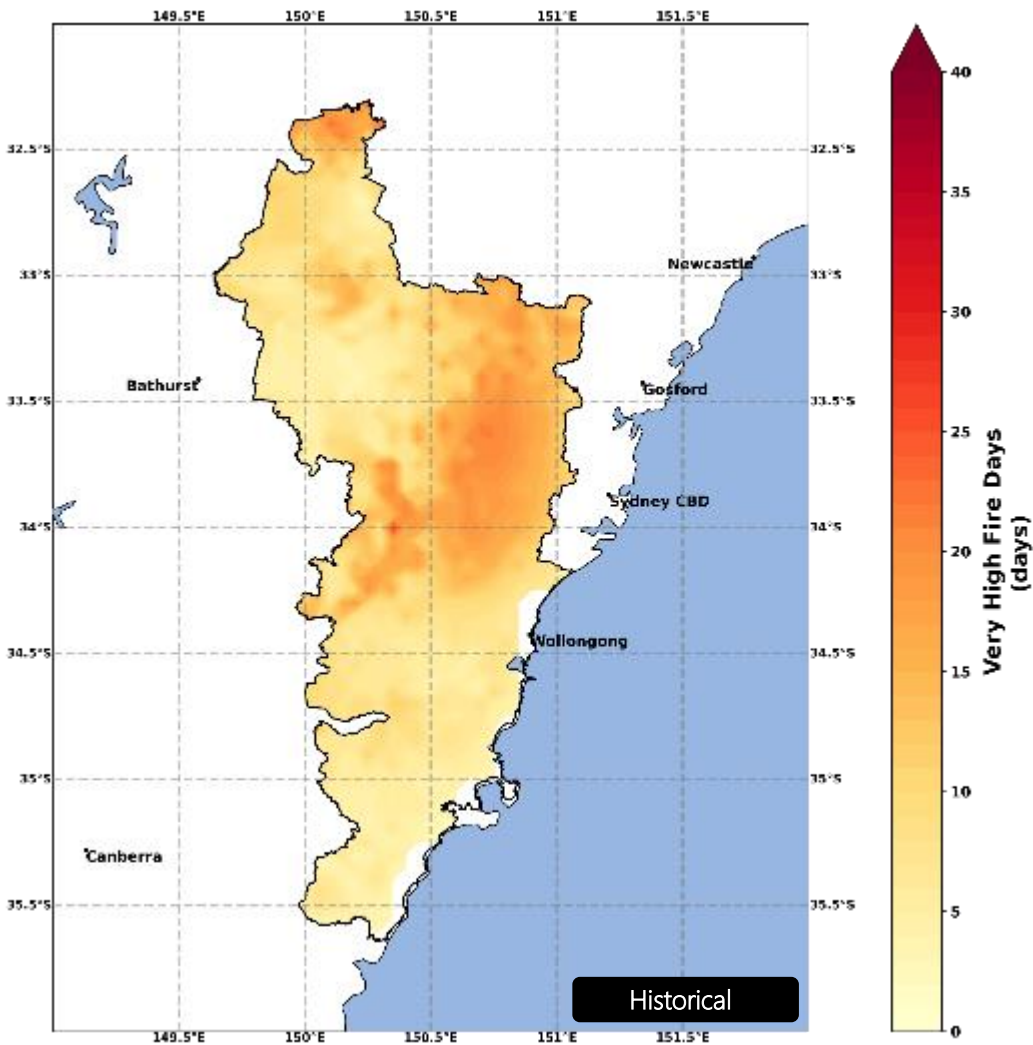 149.5°E 150°E 150.5°E 151°E 151.5°E
40
32.5°S 32.5°S
35
Newcastle
33°S 33°S
30
Bathurst
Gosford
33.5°S 33.5°S
25
Sydney CBD
34°S 34°S
20
Very High Fire Days
(days)
Wollongong
34.5°S 34.5°S
15
35°S 35°S
10
Canberra
35.5°S 35.5°S
5
Historical
0
149.5°E 150°E 150.5°E 151°E 151.5°E